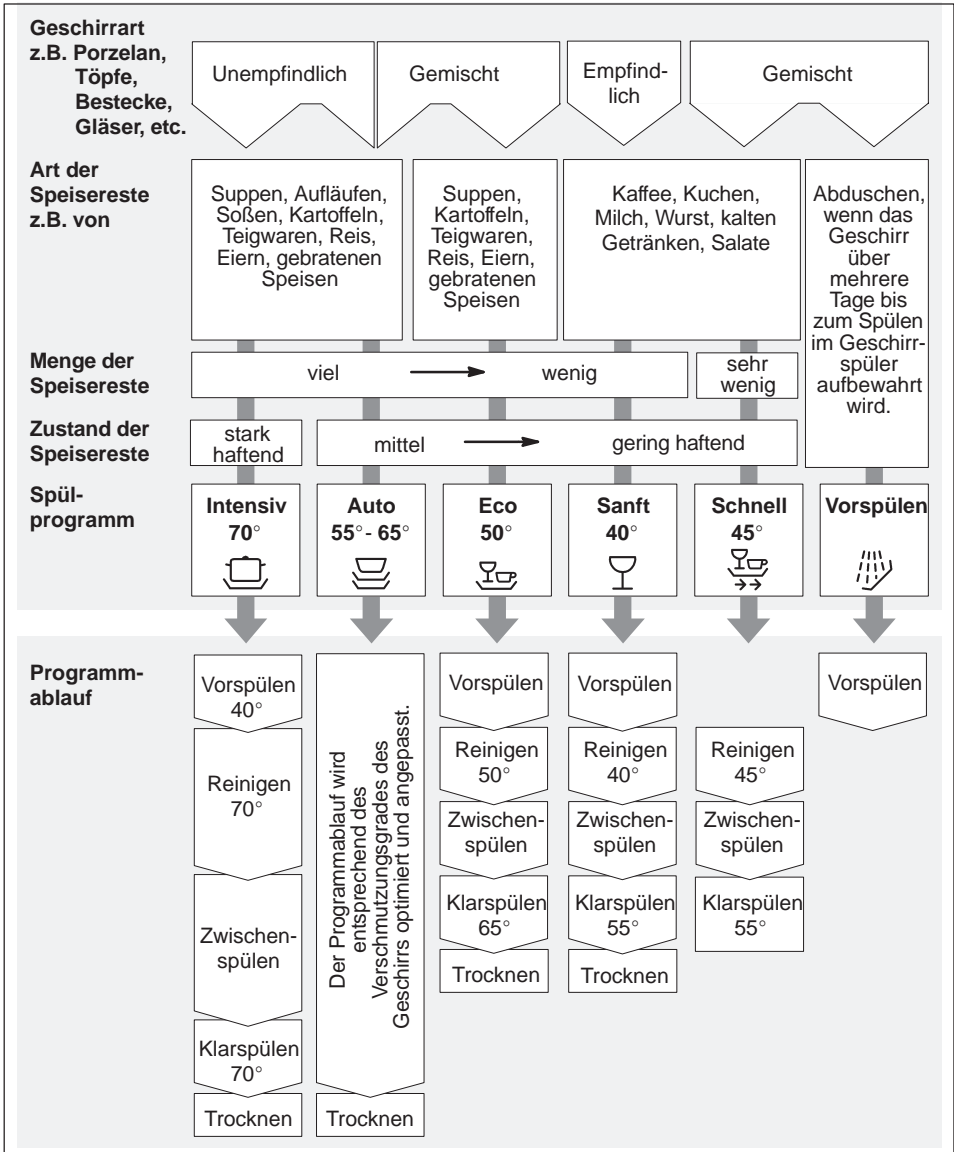 Geschirrart
z.B. Porzelan,
Töpfe,
Bestecke,
Gläser, etc.
Unempfindlich
Gemischt
Empfind-
lich
Gemischt
Art der
Speisereste
z.B. von
Suppen, Aufläufen,
Soßen, Kartoffeln,
Teigwaren, Reis,
Eiern, gebratenen
Speisen
Suppen,
Kartoffeln,
Teigwaren,
Reis, Eiern,
gebratenen
Speisen
Kaffee, Kuchen,
Milch, Wurst, kalten
Getränken, Salate
Abduschen,
wenn das
Geschirr
über
mehrere
Tage bis
zum Spülen
im Geschirr-
spüler
aufbewahrt
wird.
Menge der
Speisereste
viel
wenig
sehr
wenig
Zustand der
Speisereste
stark
haftend
mittel
gering haftend
Spül-
programm
Intensiv
70°
Auto
55°- 65°
Eco
50°
Sanft
40°
Schnell
45°
Vorspülen
Programm-
ablauf
Vorspülen
40°
Reinigen
70°
Zwischen-
spülen
Klarspülen
70°
Trocknen
Der Programmablauf wird
entsprechend des
Verschmutzungsgrades des
Geschirrs optimiert und angepasst.
Trocknen
Vorspülen
Reinigen
50°
Zwischen-
spülen
Klarspülen
65°
Trocknen
Vorspülen
Reinigen
40°
Zwischen-
spülen
Klarspülen
55°
Trocknen
Reinigen
45°
Zwischen-
spülen
Klarspülen
55°
Vorspülen